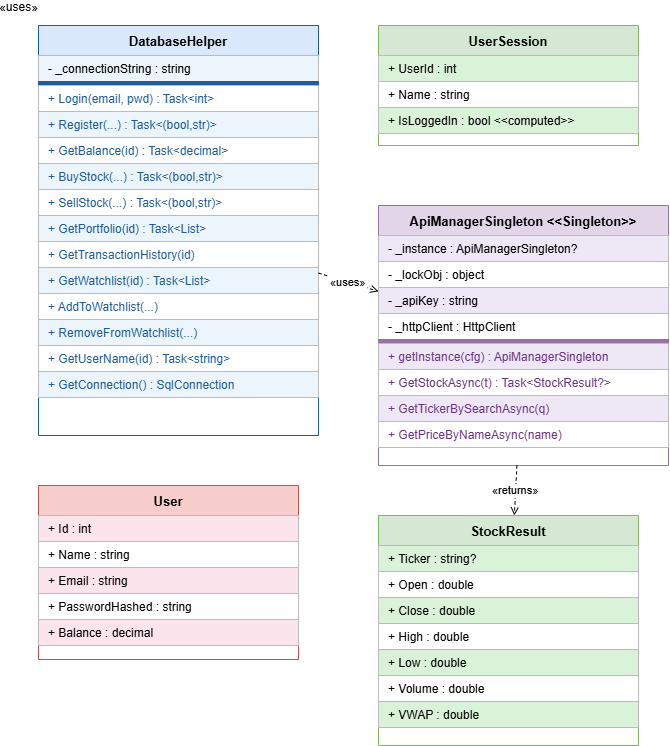 «uses»
DatabaseHelper
- _connectionString : string
+ Login(email, pwd) : Task<int>
+ Register(...) : Task<(bool,str)>
+ GetBalance(id) : Task<decimal>
+ BuyStock(...) : Task<(bool,str)>
+ SellStock(...) : Task<(bool,str)>
+ GetPortfolio(id) : Task<List>
+ GetTransactionHistory(id)
+ GetWatchlist(id) : Task<List>
+ AddToWatchlist(...)
+ RemoveFromWatchlist(...)
+ GetUserName(id) : Task<string>
+ GetConnection() : SqlConnection
UserSession
+ UserId : int
+ Name : string
+ IsLoggedIn : bool <<computed>>
«uses»
ApiManagerSingleton <<Singleton>>
- _instance : ApiManagerSingleton?
- _lockObj : object
- _apiKey : string
- _httpClient : HttpClient
+ getInstance(cfg) : ApiManagerSingleton
+ GetStockAsync(t) : Task<StockResult?>
+ GetTickerBySearchAsync(q)
+ GetPriceByNameAsync(name)
«returns»
User
+ Id : int
+ Name : string
+ Email : string
+ PasswordHashed : string
+ Balance : decimal
StockResult
+ Ticker : string?
+ Open : double
+ Close : double
+ High : double
+ Low : double
+ Volume : double
+ VWAP : double